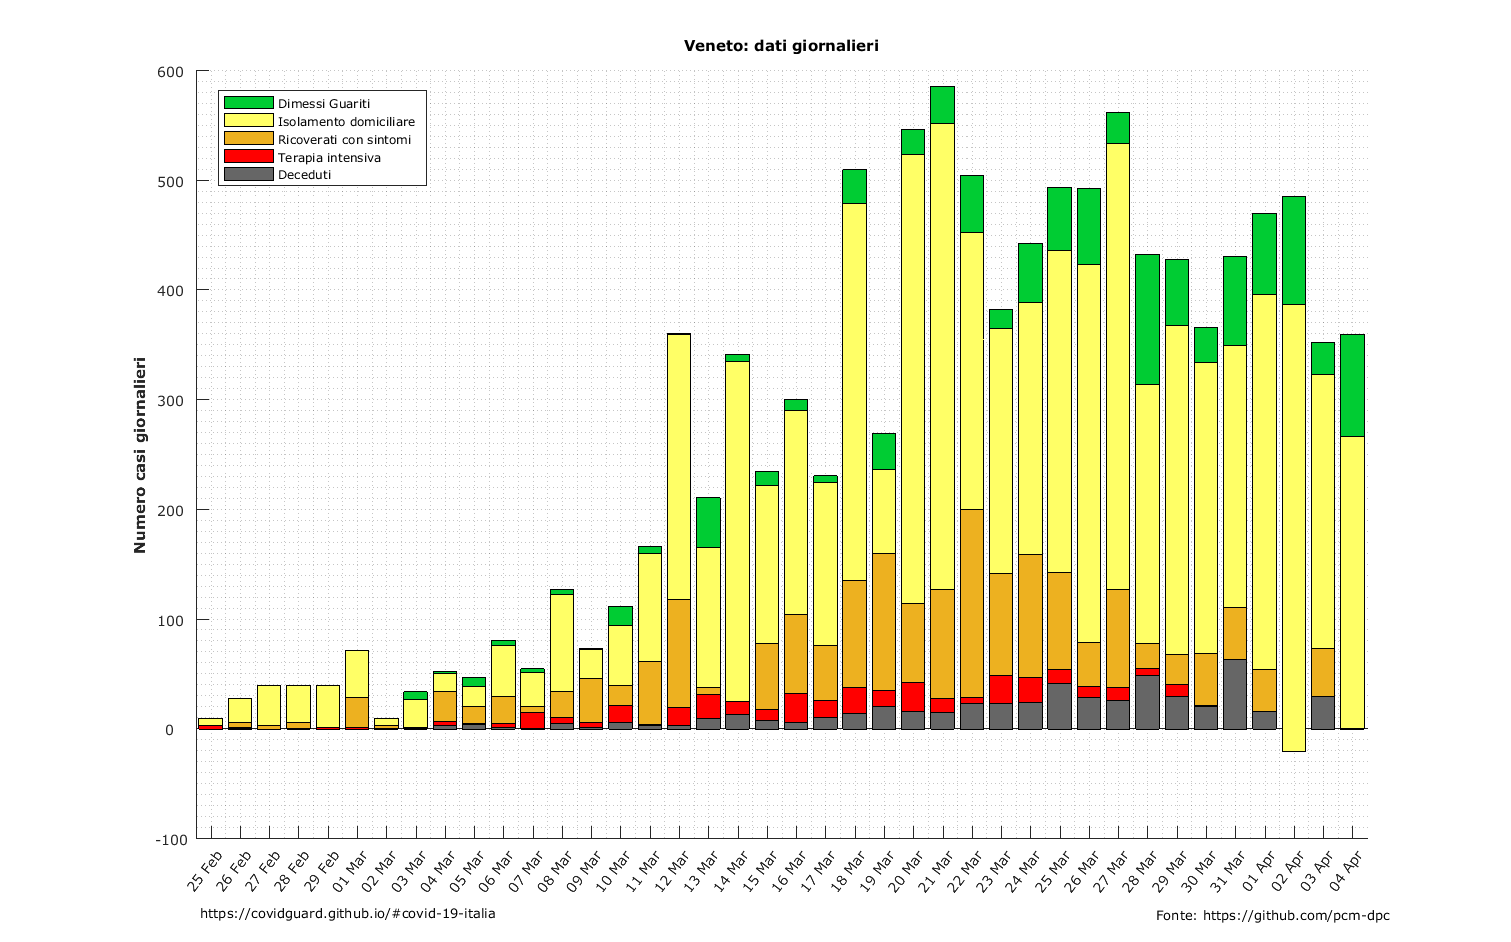 Veneto: dati giornalieri
600
500
400
300
200
100
0
-100
Numero casi giornalieri
Dimessi Guariti
Isolamento domiciliare
Ricoverati con sintomi
Terapia intensiva
Deceduti
25 Feb
26 Feb
27 Feb
28 Feb
29 Feb
01 Mar
02 Mar
03 Mar
04 Mar
05 Mar
06 Mar
07 Mar
08 Mar
09 Mar
10 Mar
11 Mar
12 Mar
13 Mar
14 Mar
15 Mar
16 Mar
17 Mar
18 Mar
19 Mar
20 Mar
21 Mar
22 Mar
23 Mar
24 Mar
25 Mar
26 Mar
27 Mar
28 Mar
29 Mar
30 Mar
31 Mar
01 Apr
02 Apr
03 Apr
04 Apr
https://covidguard.github.io/#covid-19-italia
Fonte: https://github.com/pcm-dpc